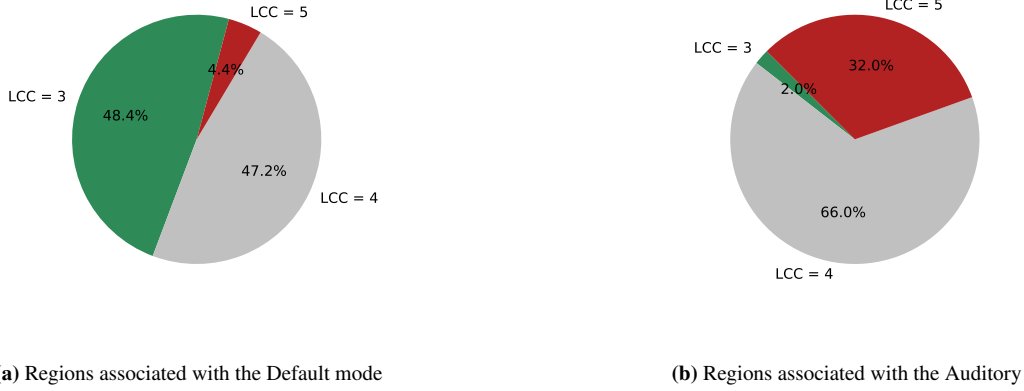 LCC = 5
4.4%
LCC = 3
48.4%
47.2%
LCC = 4
(a) Regions associated with the Default mode
LCC = 5
LCC = 3
32.0%
2.0%
66.0%
LCC = 4
(b) Regions associated with the Auditory